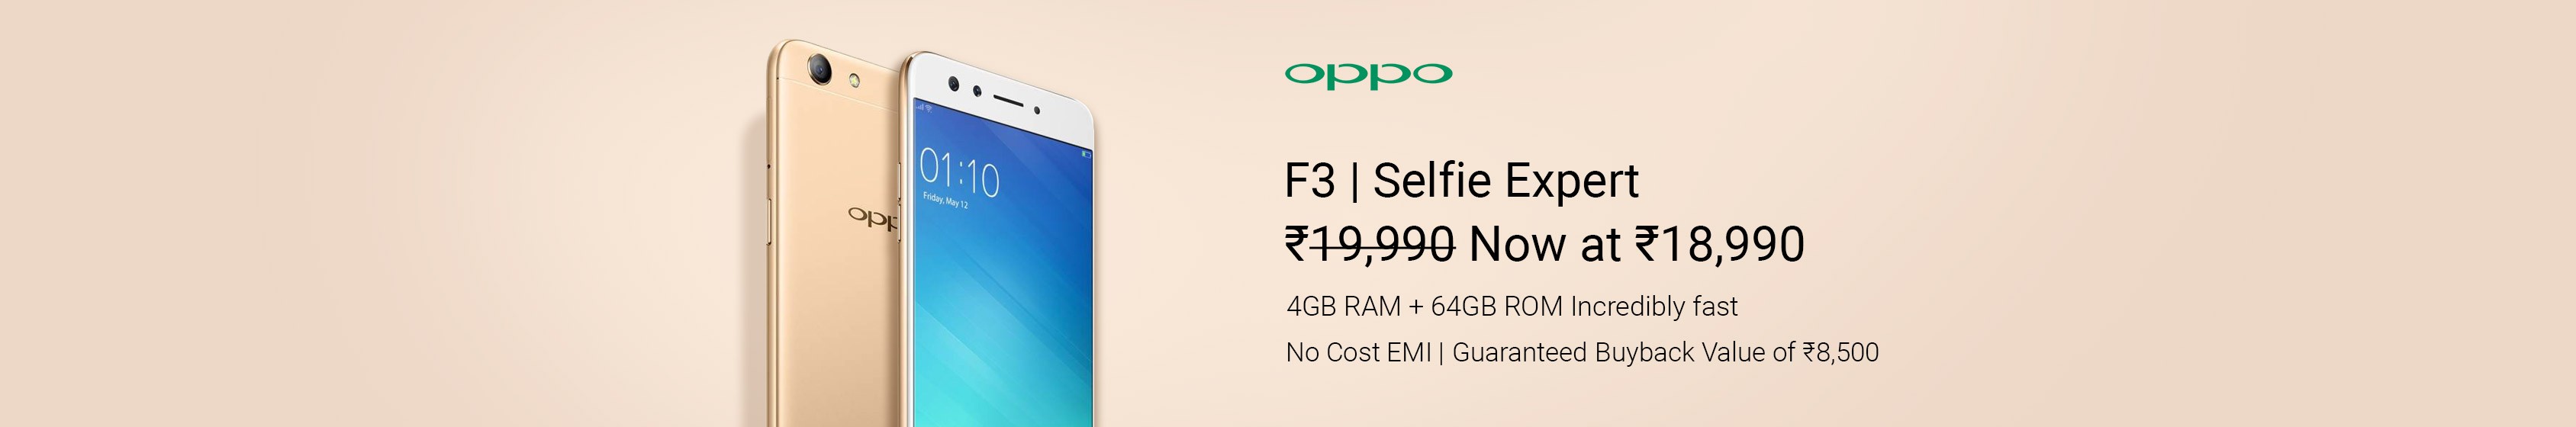 01:10
Friday, May 12
opp
oppo
F3 | Selfie Expert
₹19,990 Now at ₹18,990
4GB RAM + 64GB ROM Incredibly fast
No Cost EMI | Guaranteed Buyback Value of ₹8,500